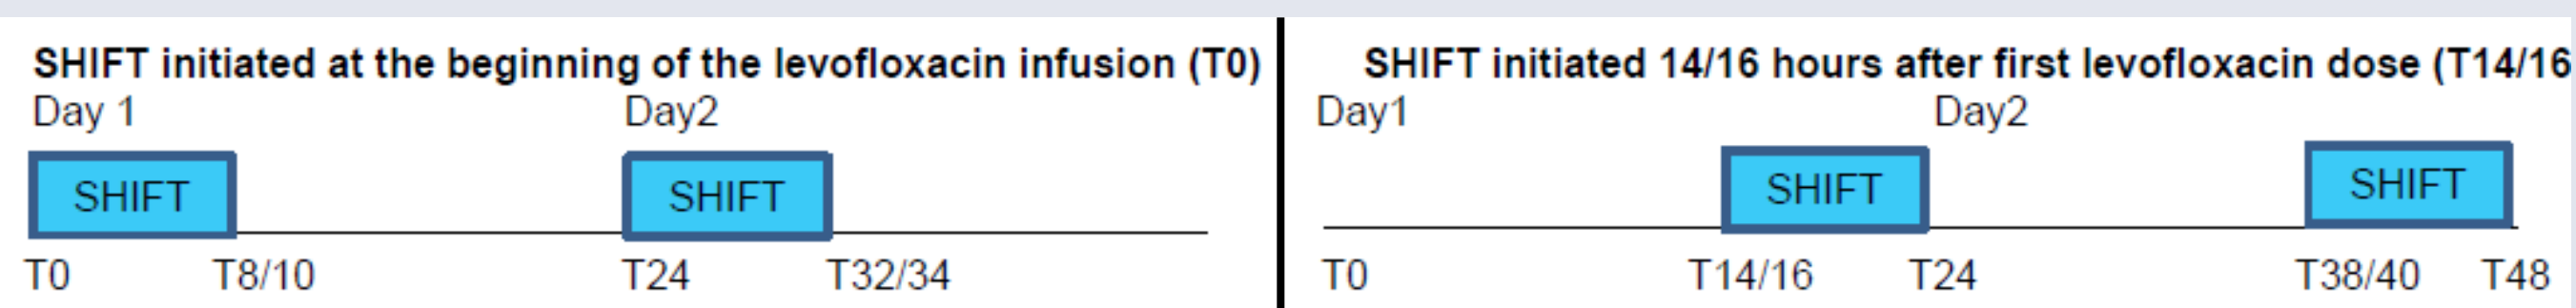 SHIFT initiated at the beginning of the levofloxacin infusion (T0)
Day 1 Day2
SHIFT SHIFT
T0 T8/10 T24 T32/34
SHIFT initiated 14/16 hours after first levofloxacin dose (T14/16
Day1 Day2
SHIFT SHIFT
T0 T14/16 T24 T38/40 T48